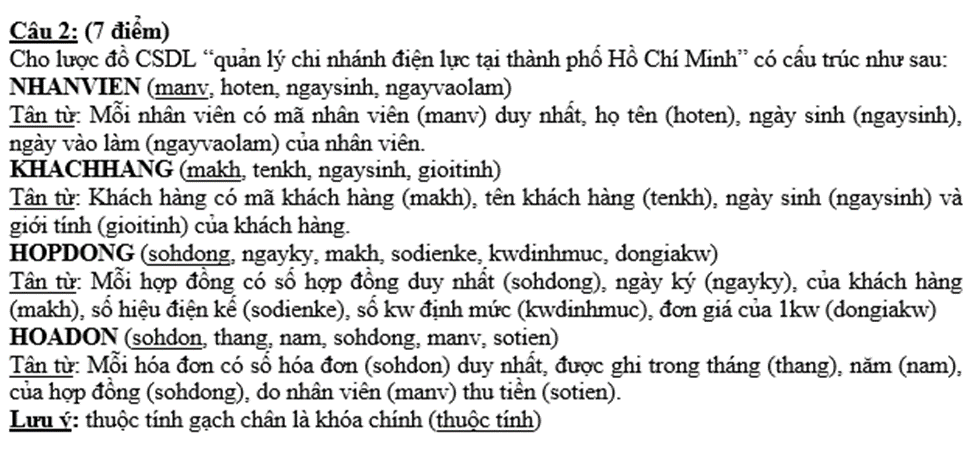 Câu 2: (7 điểm)
Cho lược đồ CSDL “quản lý chi nhánh điện lực tại thành phố Hồ Chí Minh” có cấu trúc như sau:
NHANVIEN (manv, hoten, ngaysinh, ngayvaolam)
Tân từ: Mỗi nhân viên có mã nhân viên (manv) duy nhất, họ tên (hoten), ngày sinh (ngaysinh),
ngày vào làm (ngayvaolam) của nhân viên.
KHACHHANG (makh, tenkh, ngaysinh, gioitinh)
Tân từ: Khách hàng có mã khách hàng (makh), tên khách hàng (tenkh), ngày sinh (ngaysinh) và
giới tính (gioitinh) của khách hàng.
HOPDONG (sohdong, ngayky, makh, sodienke, kwdinhmuc, dongiakw)
Tân từ: Mỗi hợp đồng có số hợp đồng duy nhất (sohdong), ngày ký (ngayky), của khách hàng
(makh), số hiệu điện kế (sodienke), số kw định mức (kwdinhmuc), đơn giá của 1kw (dongiakw)
HOADON (sohdon, thang, nam, sohdong, manv, sotien)
Tân từ: Mỗi hóa đơn có số hóa đơn (sohdon) duy nhất, được ghi trong tháng (thang), năm (nam),
của hợp đồng (sohdong), do nhân viên (manv) thu tiền (sotien).
Lưu ý: thuộc tính gạch chân là khóa chính (thuộc tính)